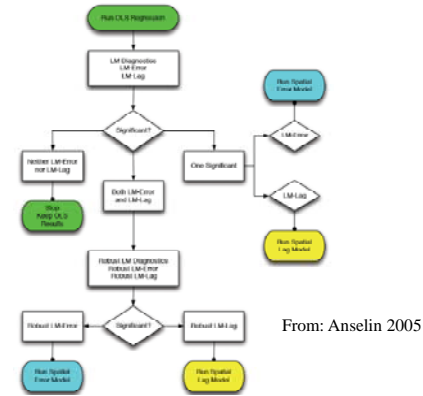 Run OLS Regression
LM Diagnostics
LM-Error
LM-Lag
Significant?
Neither LM-Error
nor LM-Lag
Stop
Keep OLS
Results
Both LM-Error
and LM-Lag
One Significant
LM-Error
Run Spatial
Error Model
LM-Lag
Run Spatial
Lag Model
Robust LM Diagnostics
Robust LM-Error
Robust LM-Lag
Significant?
Robust LM-Error
Robust LM-Lag
Run Spatial
Error Model
Run Spatial
Lag Model
From: Anselin 2005